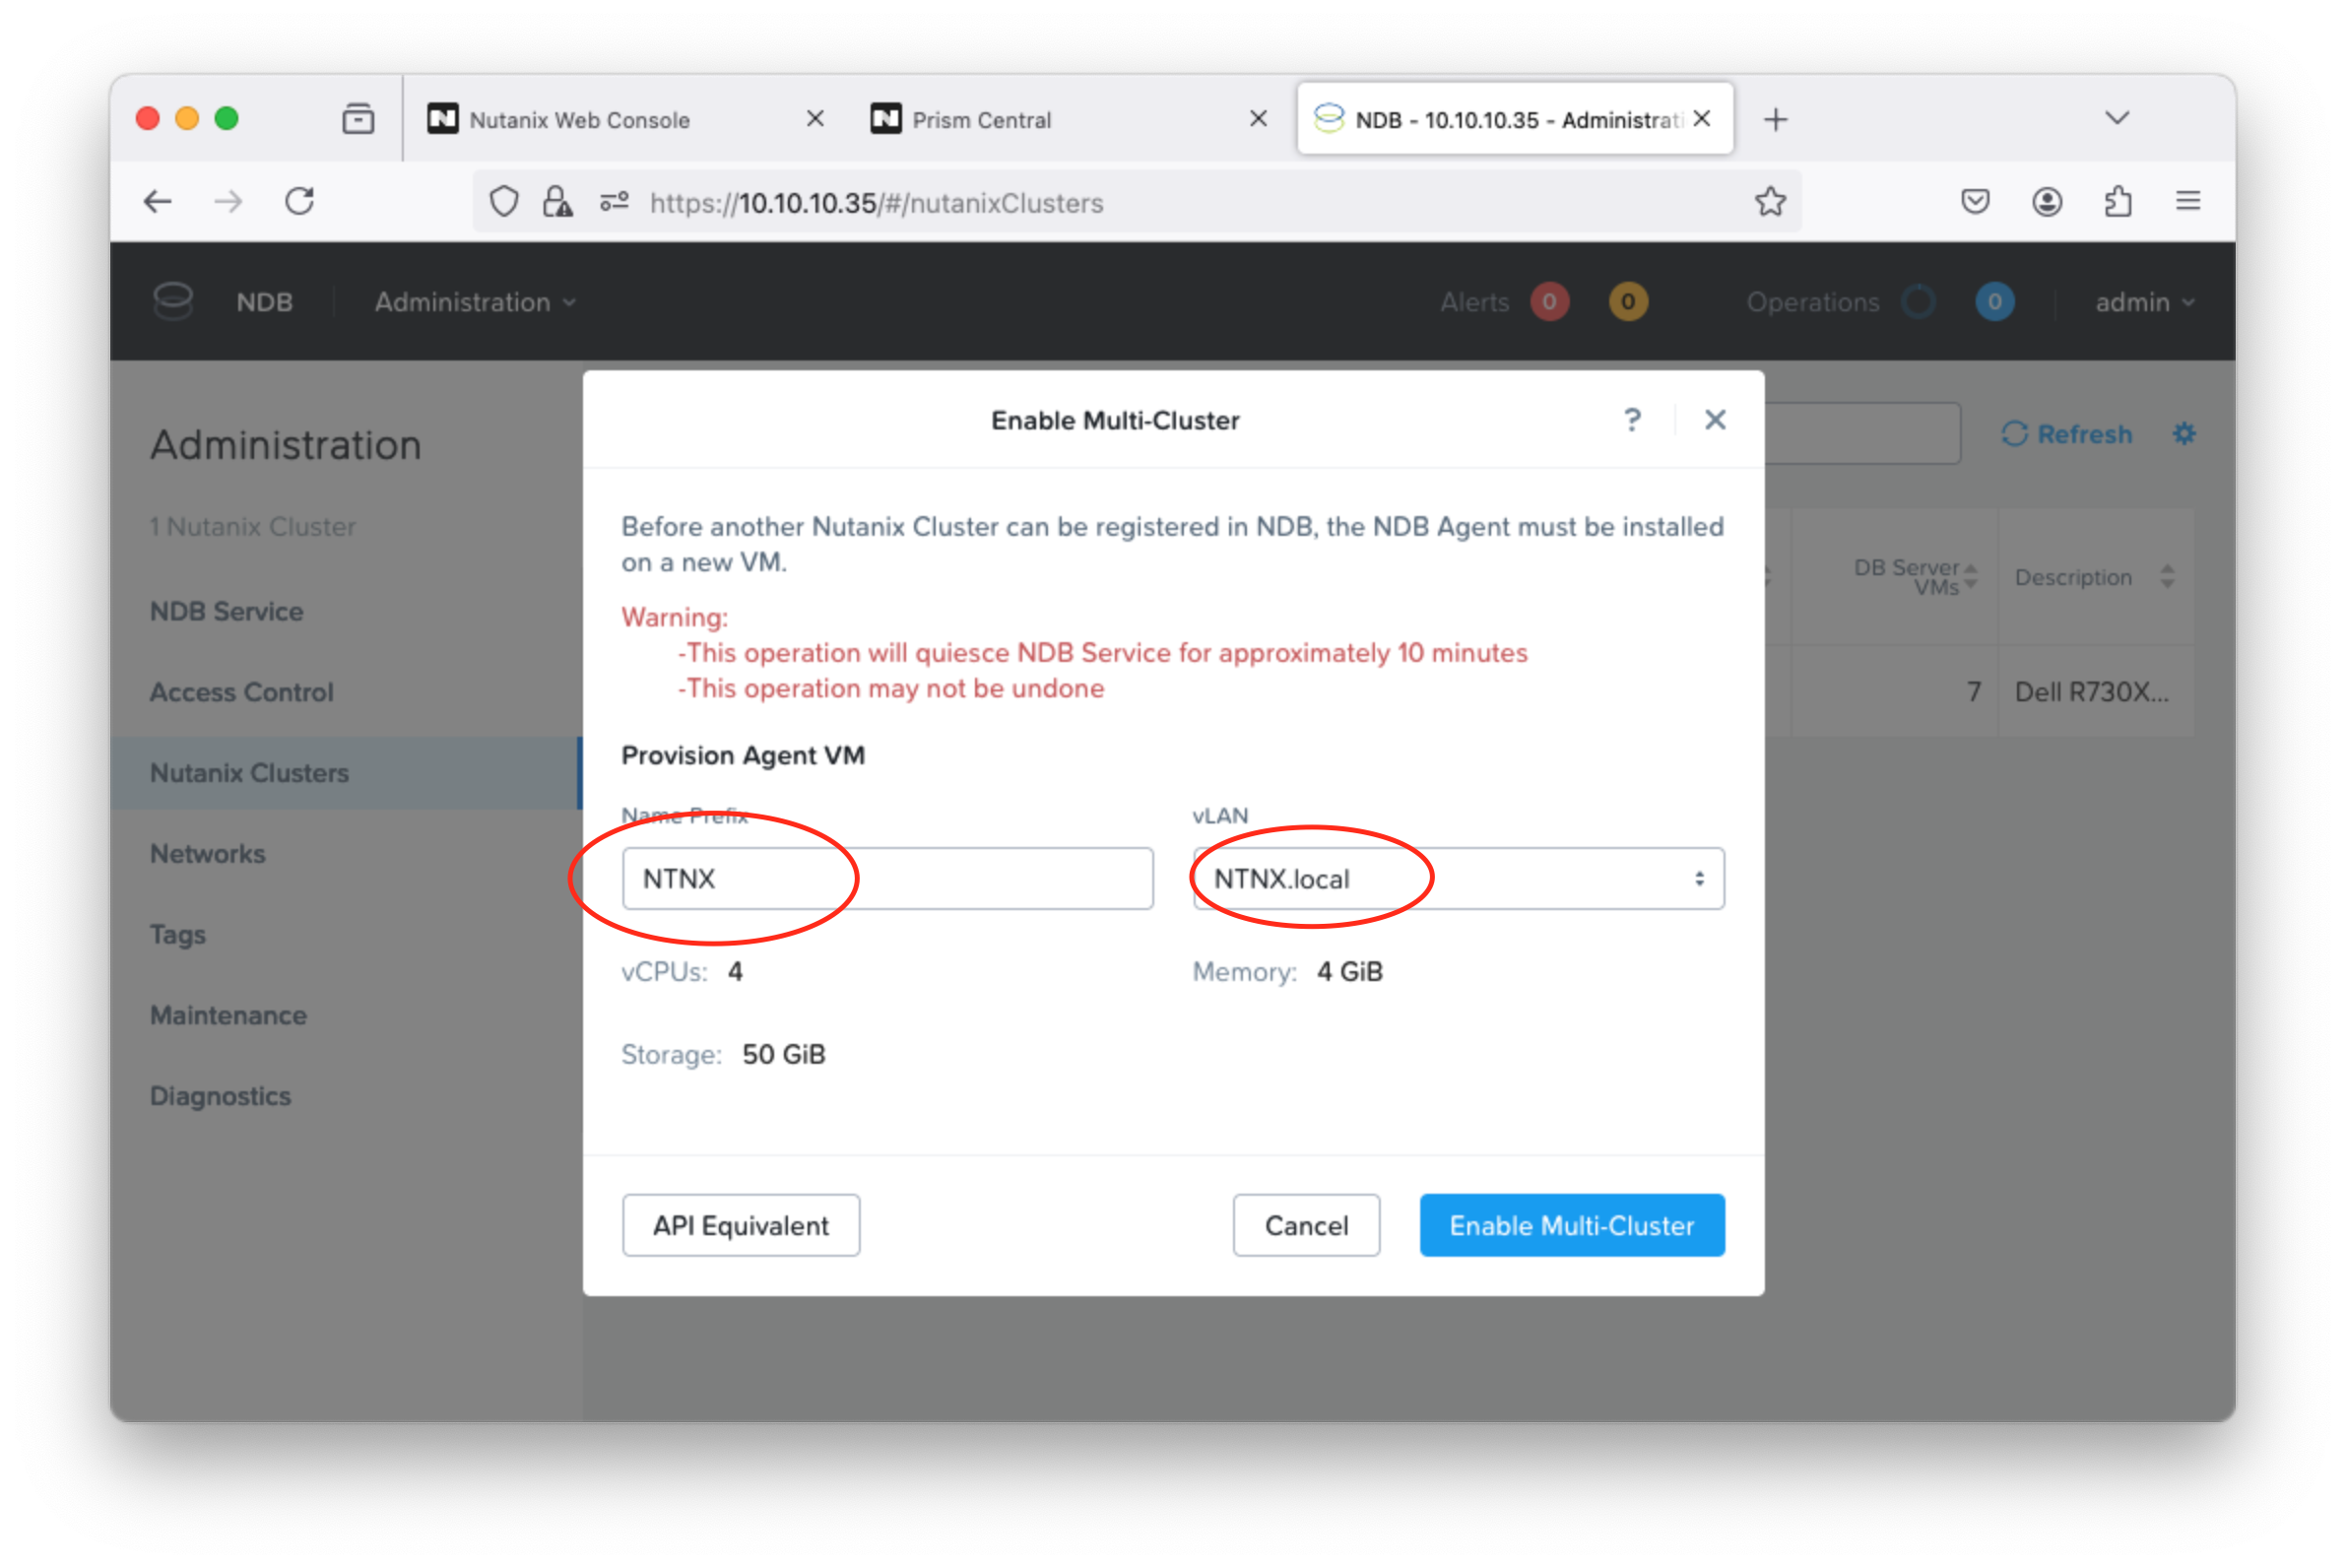 Nutanix Web Console
Prism Central
NDB - 10.10.10.35 - Administrati
https://10.10.10.35/#/nutanixClusters
NDB
Administration
Alerts 0 0
Operations 0
admin
Administration
1 Nutanix Cluster
NDB Service
Access Control
Nutanix Clusters
Networks
Tags
Maintenance
Diagnostics
Refresh
DB Server
VMs
Description
7
Dell R730X...
Enable Multi-Cluster
?
Before another Nutanix Cluster can be registered in NDB, the NDB Agent must be installed
on a new VM.
Warning:
-This operation will quiesce NDB Service for approximately 10 minutes
-This operation may not be undone
Provision Agent VM
Name Prefix
vLAN
NTNX
NTNX.local
vCPUs: 4
Memory: 4 GiB
Storage: 50 GiB
API Equivalent
Cancel
Enable Multi-Cluster